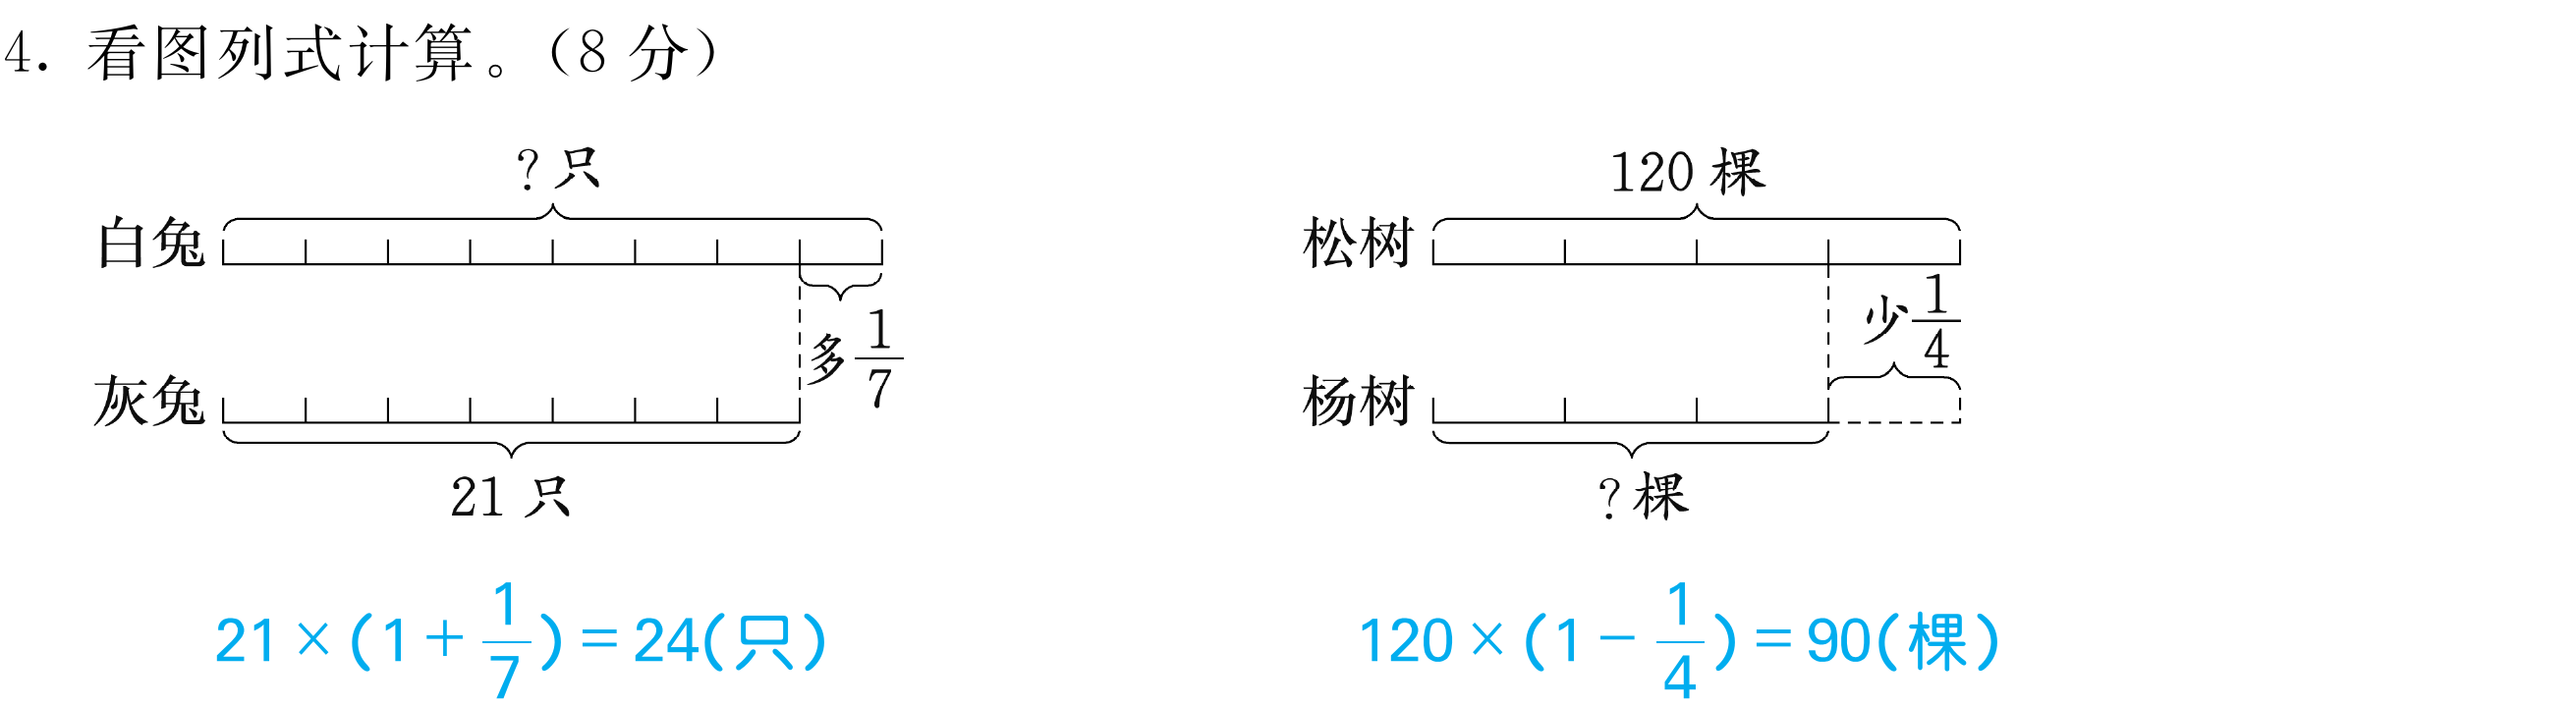 4. 看图列式计算。(8 分)
?只
白兔
多1/7
灰兔
21 只
21×(1+1/7)=24(只)
120 棵
松树
少1/4
杨树
?棵
120×(1-1/4)=90(棵)